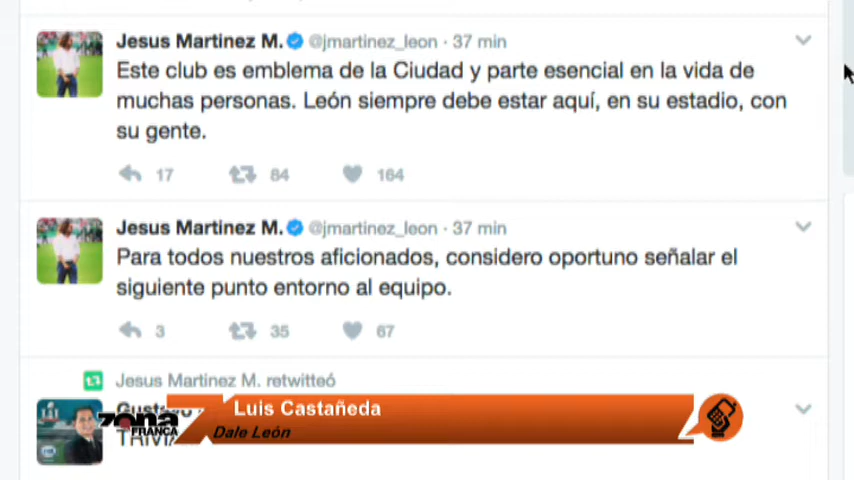 Jesus Martinez M. @jmartinez_leon · 37 min
Este club es emblema de la Ciudad y parte esencial en la vida de
muchas personas. León siempre debe estar aquí, en su estadio, con
su gente.
17 84 164
Jesus Martinez M. @jmartinez_leon · 37 min
Para todos nuestros aficionados, considero oportuno señalar el
siguiente punto entorno al equipo.
3 35 67
Jesus Martinez M. retwitteó
Luis Castañeda
zona
FRANCA
Dale León